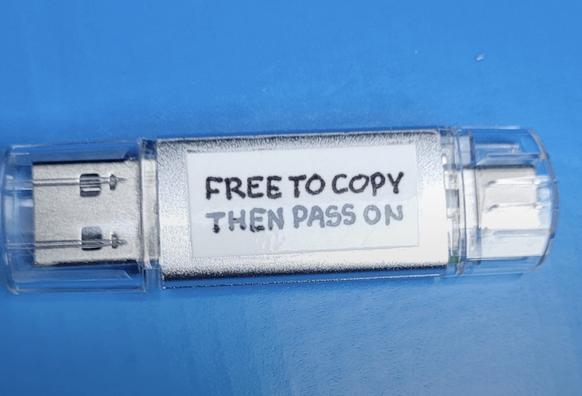 FREE TO COPY
THEN PASS ON